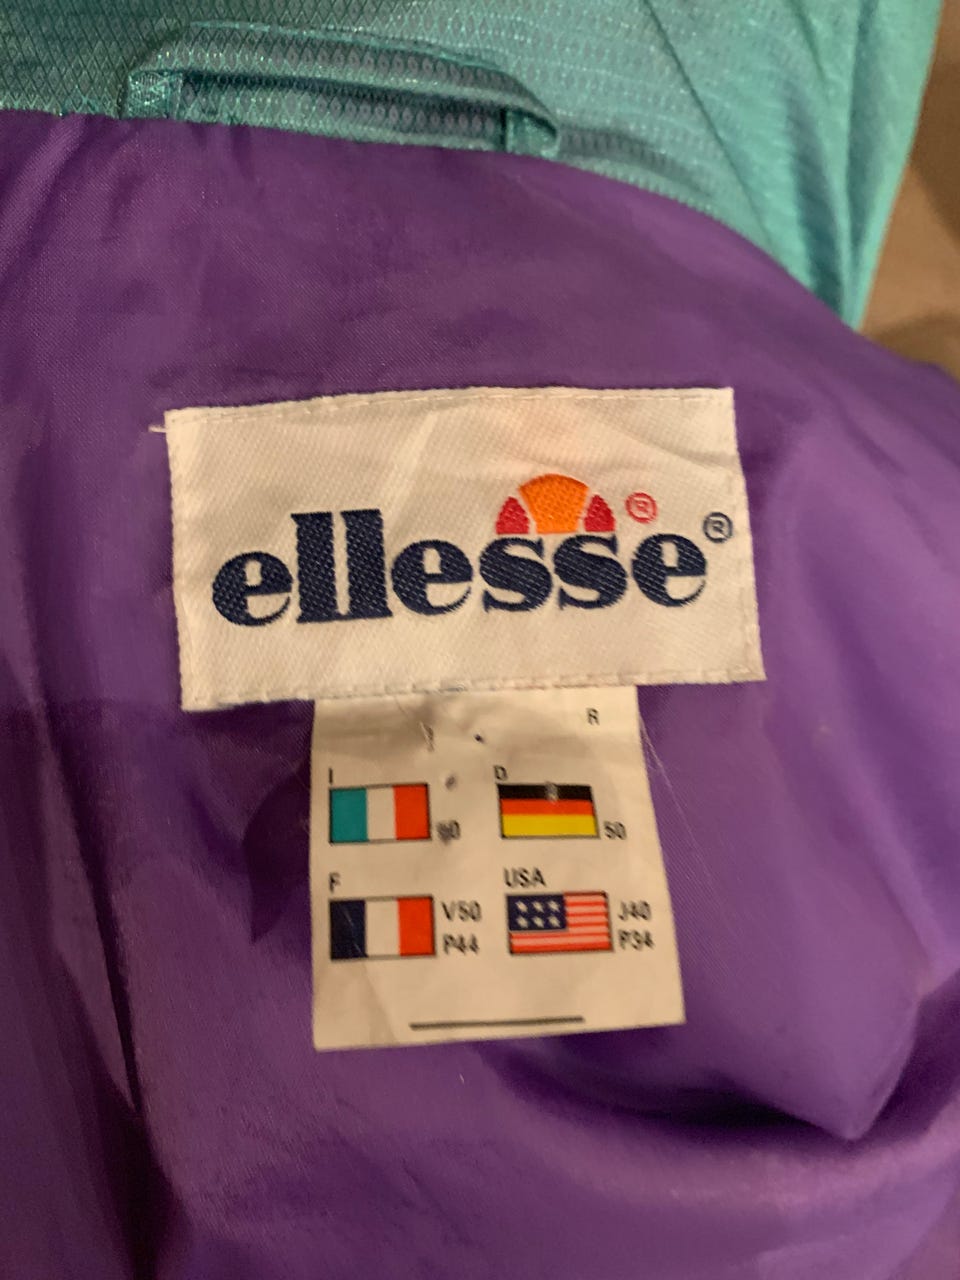 ellesse®®
R
I D
50
F USA
V50 J40
P44 P34